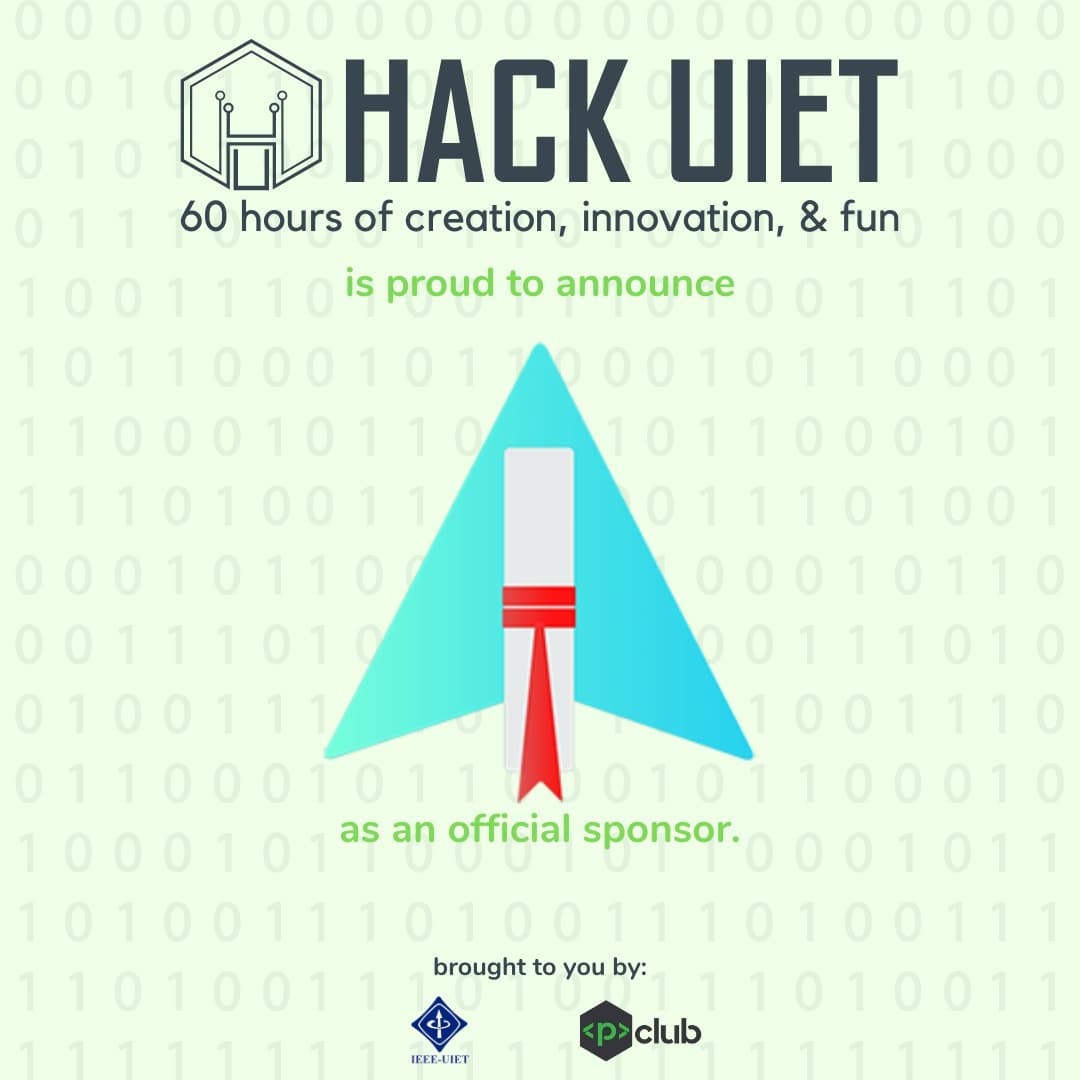 HACK UIET
60 hours of creation, innovation, & fun
is proud to announce
as an official sponsor.
brought to you by:
IEEE-UIET
<p>club